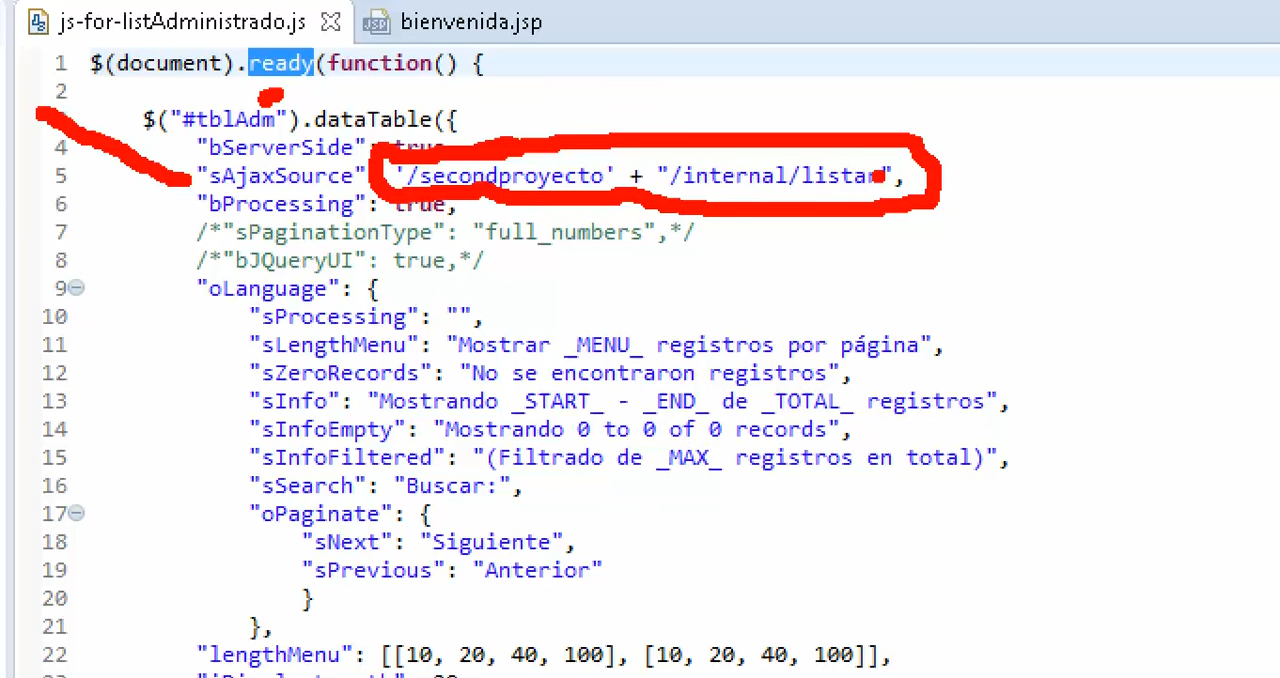 js-for-listAdministrado.js bienvenida.jsp
1 $(document).ready(function() {
2
$("#tblAdm").dataTable({
4 "bServerSide": true
5 "sAjaxSource" '/secondproyecto' + "/internal/listar",
6 "bProcessing": true,
7 /*"sPaginationType": "full_numbers",*/
8 /*"bJQueryUI": true,*/
9 "oLanguage": {
10 "sProcessing": "",
11 "sLengthMenu": "Mostrar _MENU_ registros por página",
12 "sZeroRecords": "No se encontraron registros",
13 "sInfo": "Mostrando _START_ - _END_ de _TOTAL_ registros",
14 "sInfoEmpty": "Mostrando 0 to 0 of 0 records",
15 "sInfoFiltered": "(Filtrado de _MAX_ registros en total)",
16 "sSearch": "Buscar:",
17 "oPaginate": {
18 "sNext": "Siguiente",
19 "sPrevious": "Anterior"
20 }
21 },
22 "lengthMenu": [[10, 20, 40, 100], [10, 20, 40, 100]],